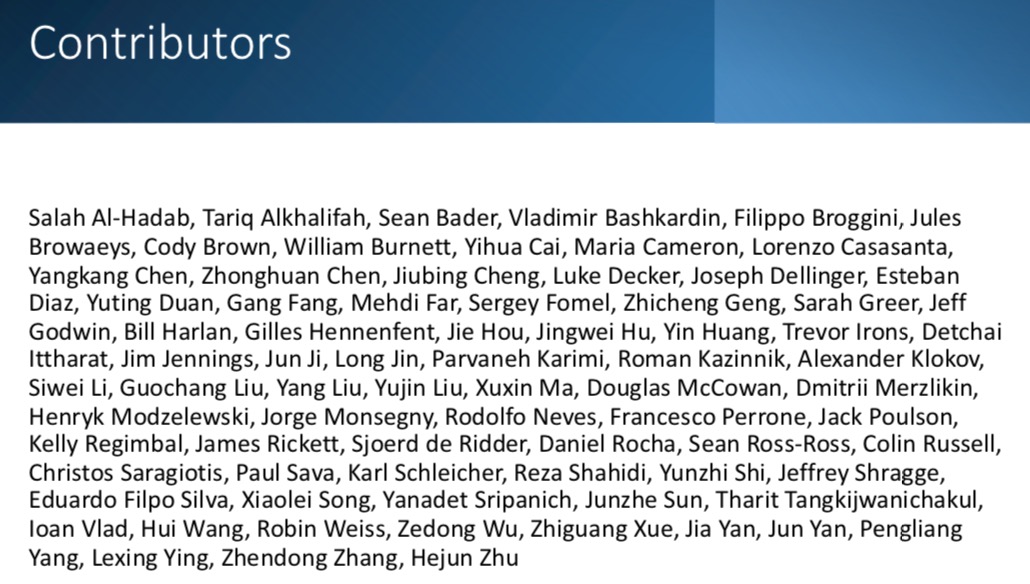 Contributors
Salah Al-Hadab, Tariq Alkhalifah, Sean Bader, Vladimir Bashkardin, Filippo Broggini, Jules
Browaeys, Cody Brown, William Burnett, Yihua Cai, Maria Cameron, Lorenzo Casasanta,
Yangkang Chen, Zhonghuan Chen, Jiubing Cheng, Luke Decker, Joseph Dellinger, Esteban
Diaz, Yuting Duan, Gang Fang, Mehdi Far, Sergey Fomel, Zhicheng Geng, Sarah Greer, Jeff
Godwin, Bill Harlan, Gilles Hennenfent, Jie Hou, Jingwei Hu, Yin Huang, Trevor Irons, Detchai
Ittharat, Jim Jennings, Jun Ji, Long Jin, Parvaneh Karimi, Roman Kazinnik, Alexander Klokov,
Siwei Li, Guochang Liu, Yang Liu, Yujin Liu, Xuxin Ma, Douglas McCowan, Dmitrii Merzlikin,
Henryk Modzelewski, Jorge Monsegny, Rodolfo Neves, Francesco Perrone, Jack Poulson,
Kelly Regimbal, James Rickett, Sjoerd de Ridder, Daniel Rocha, Sean Ross-Ross, Colin Russell,
Christos Saragiotis, Paul Sava, Karl Schleicher, Reza Shahidi, Yunzhi Shi, Jeffrey Shragge,
Eduardo Filpo Silva, Xiaolei Song, Yanadet Sripanich, Junzhe Sun, Tharit Tangkijwanichakul,
Ioan Vlad, Hui Wang, Robin Weiss, Zedong Wu, Zhiguang Xue, Jia Yan, Jun Yan, Pengliang
Yang, Lexing Ying, Zhendong Zhang, Hejun Zhu